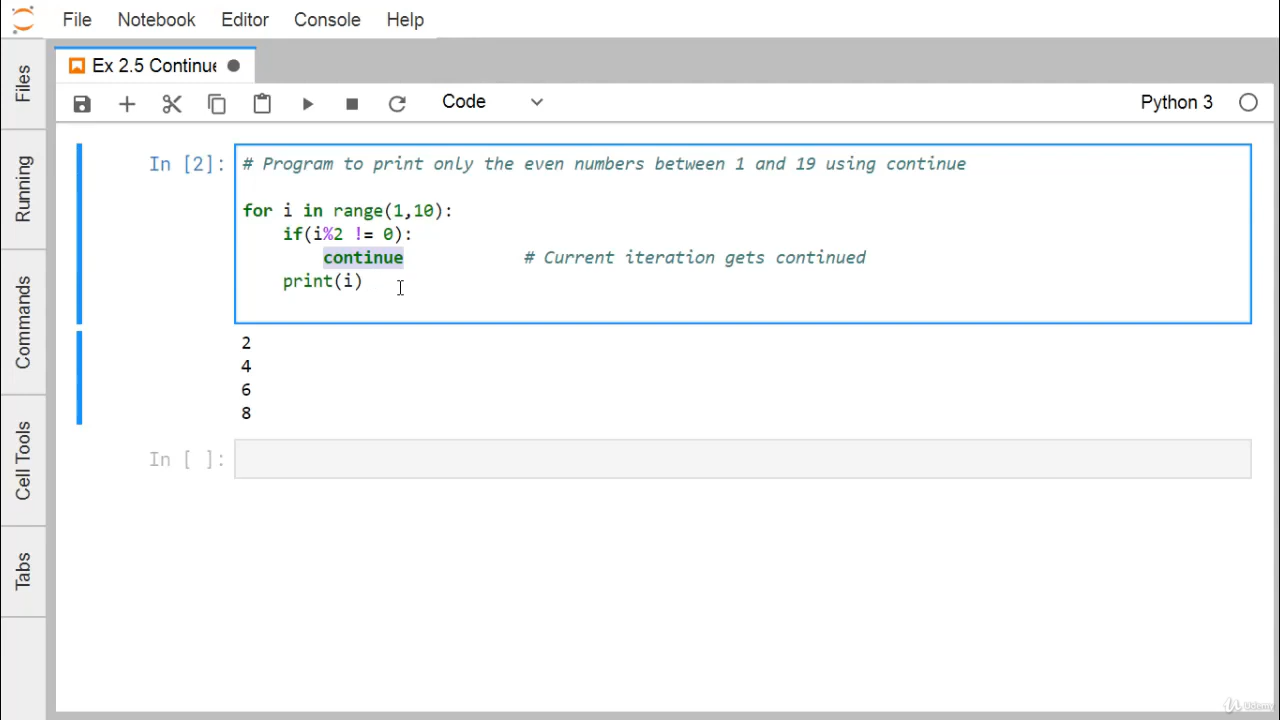 File Notebook Editor Console Help
Ex 2.5 Continue
Code
Python 3
Files
Running
Commands
Cell Tools
Tabs
In [2]:
# Program to print only the even numbers between 1 and 19 using continue
for i in range(1,10):
if(i%2 != 0):
continue # Current iteration gets continued
print(i)
2
4
6
8
In [ ]:
Udemy